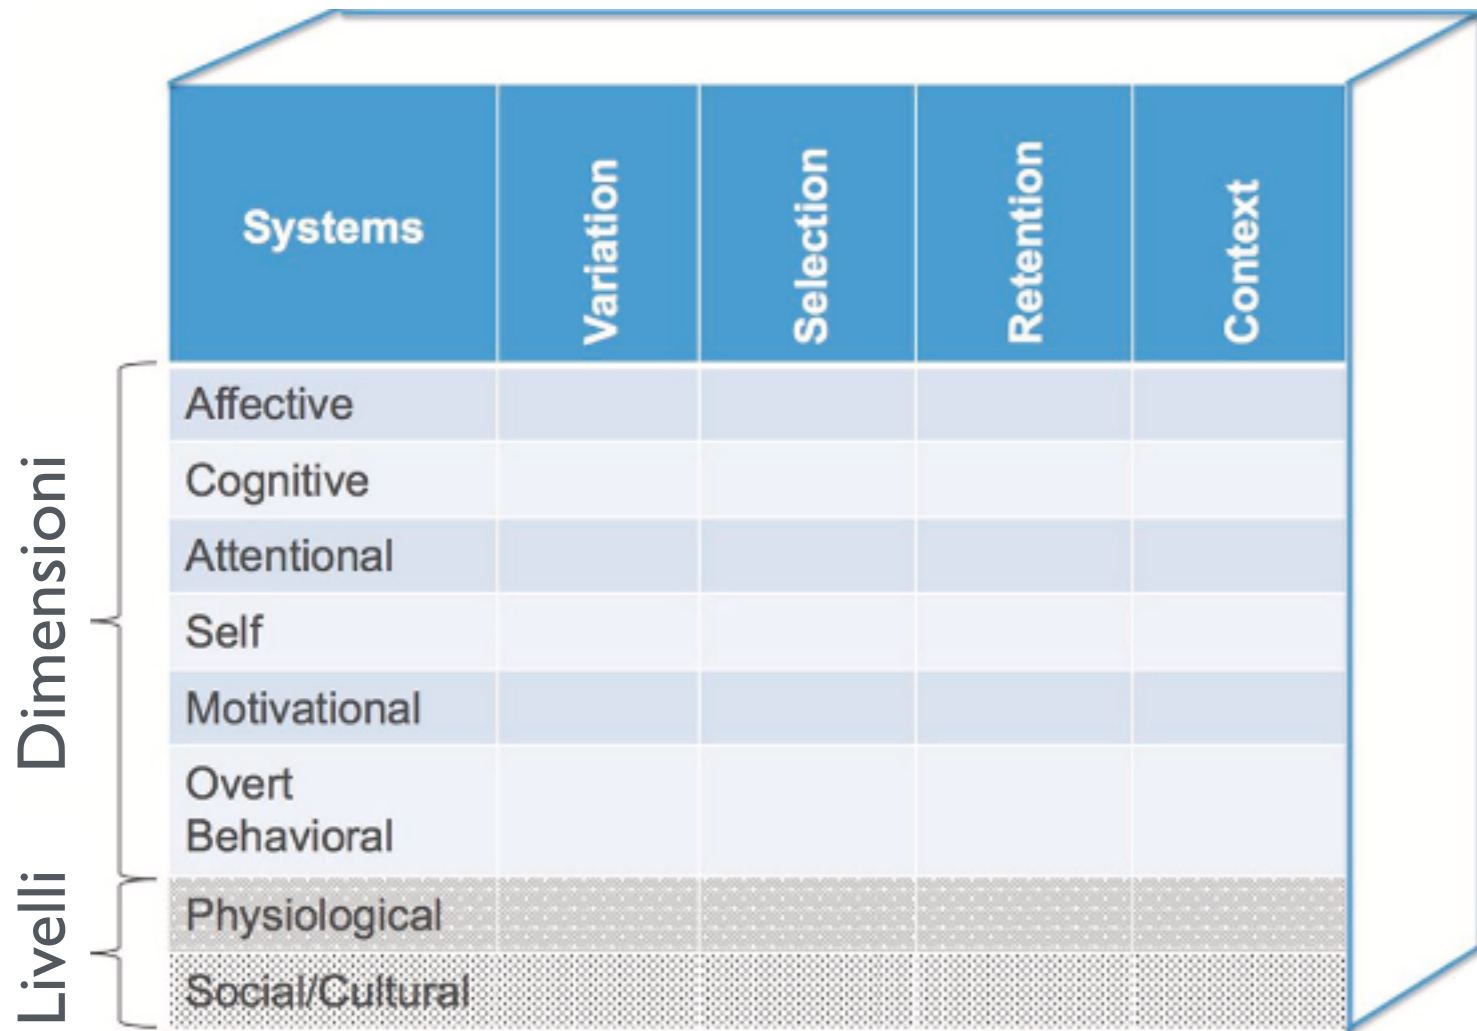 Systems
Variation
Selection
Retention
Context
Dimensioni
Affective
Cognitive
Attentional
Self
Motivational
Overt
Behavioral
Livelli
Physiological
Social/Cultural